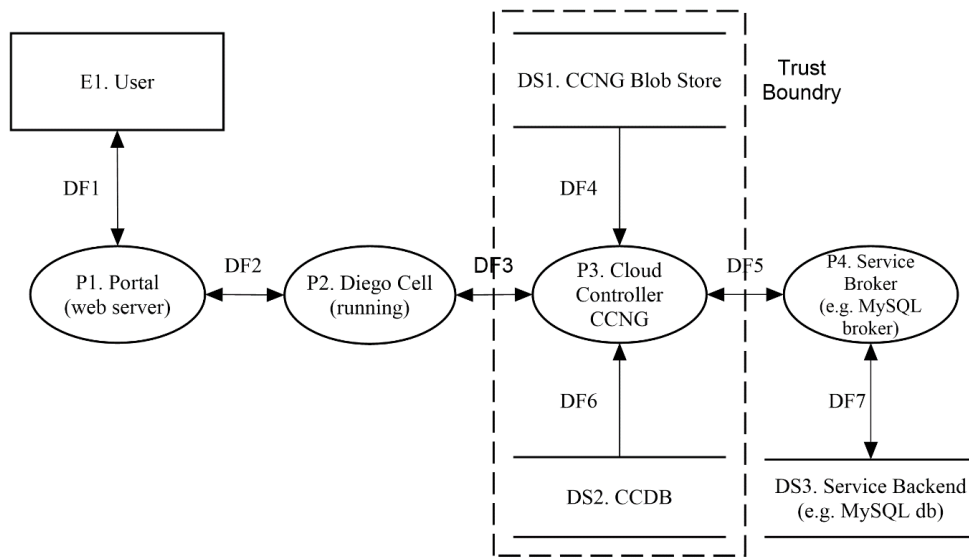 E1. User
DS1. CCNG Blob Store
Trust
Boundry
DF1
DF4
P1. Portal
(web server)
DF2
P2. Diego Cell
(running)
DF3
P3. Cloud
Controller
CCNG
DF5
P4. Service
Broker
(e.g. MySQL
broker)
DF6
DF7
DS2. CCDB
DS3. Service Backend
(e.g. MySQL db)